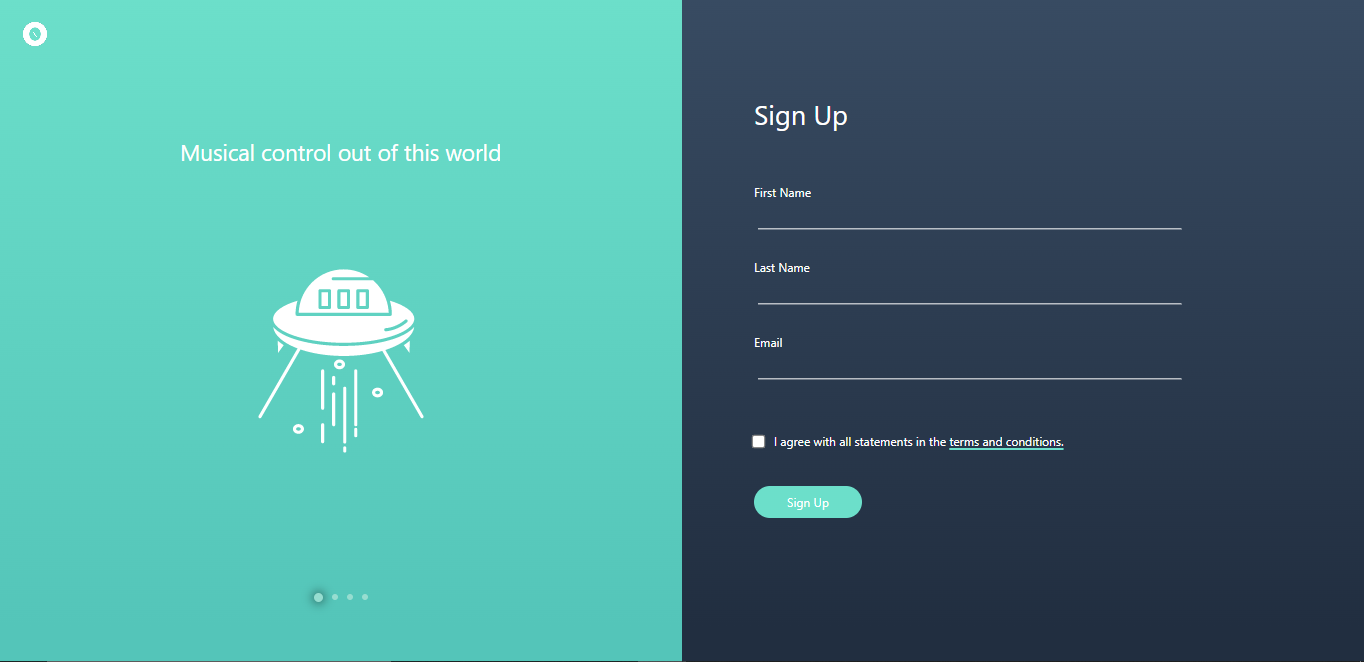 Musical control out of this world
Sign Up
First Name
Last Name
Email
I agree with all statements in the terms and conditions.
Sign Up